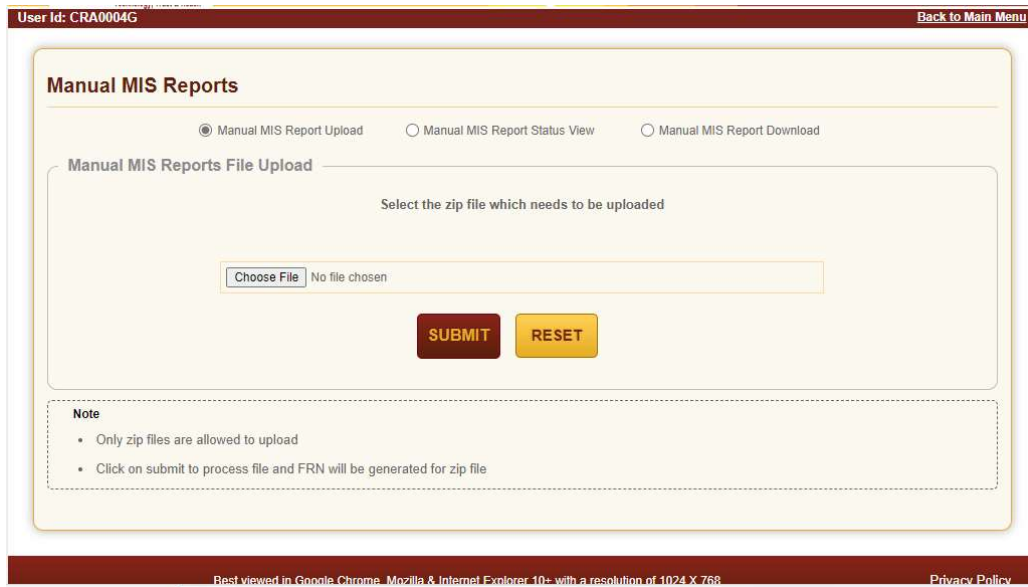 User Id: CRA0004G Back to Main Menu
Manual MIS Reports
Manual MIS Report Upload Manual MIS Report Status View Manual MIS Report Download
Manual MIS Reports File Upload
Select the zip file which needs to be uploaded
Choose File No file chosen
SUBMIT RESET
Note
• Only zip files are allowed to upload
• Click on submit to process file and FRN will be generated for zip file
Best viewed in Google Chrome Mozilla & Internet Explorer 10+ with a resolution of 1024 X 768 Privacy Policy